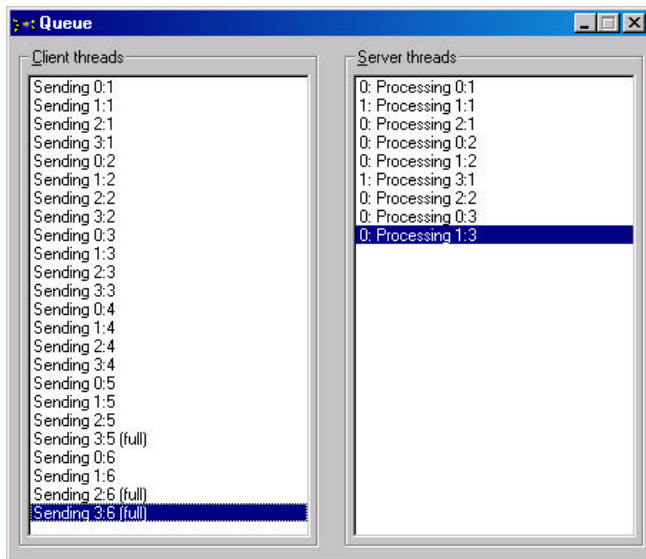 Queue
Client threads
Sending 0:1
Sending 1:1
Sending 2:1
Sending 3:1
Sending 0:2
Sending 1:2
Sending 2:2
Sending 3:2
Sending 0:3
Sending 1:3
Sending 2:3
Sending 3:3
Sending 0:4
Sending 1:4
Sending 2:4
Sending 3:4
Sending 0:5
Sending 1:5
Sending 2:5
Sending 3:5 (full)
Sending 0:6
Sending 1:6
Sending 2:6 (full)
Sending 3:6 (full)
Server threads
0: Processing 0:1
1: Processing 1:1
0: Processing 2:1
0: Processing 0:2
0: Processing 1:2
1: Processing 3:1
0: Processing 2:2
0: Processing 0:3
0: Processing 1:3